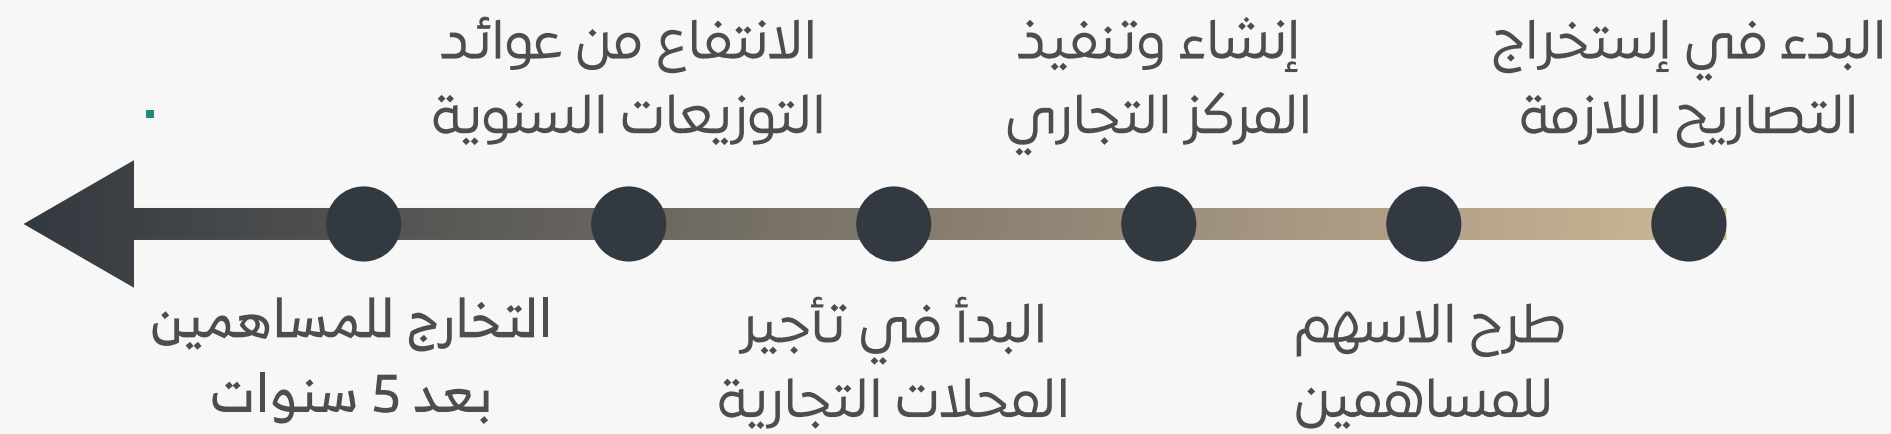 البدء في إستخراج
التصاريح اللازمة
طرح الاسهم
للمساهمين
إنشاء وتنفيذ
المركز التجاري
البدأ في تأجير
المحلات التجارية
الانتفاع من عوائد
التوزيعات السنوية
التخارج للمساهمين
بعد 5 سنوات